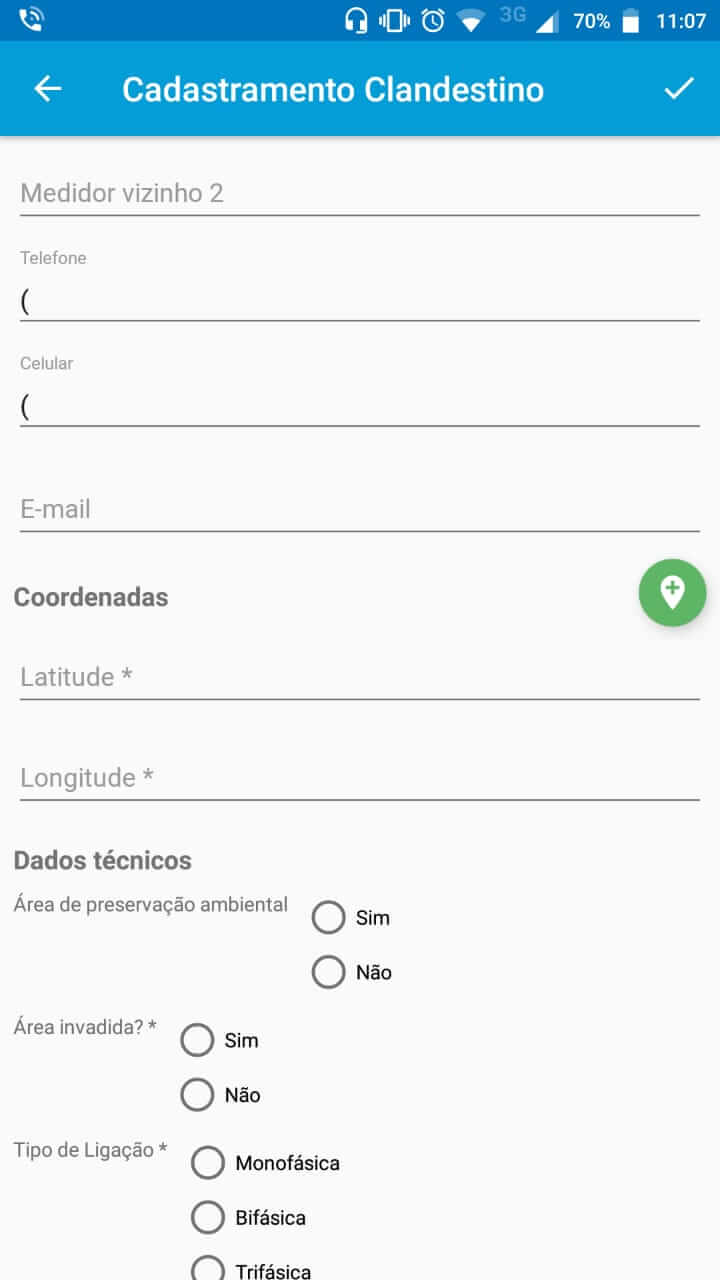 3G 70% 11:07
Cadastramento Clandestino
Medidor vizinho 2
Telefone
(
Celular
(
E-mail
Coordenadas
Latitude *
Longitude *
Dados técnicos
Área de preservação ambiental
Sim
Não
Área invadida? *
Sim
Não
Tipo de Ligação *
Monofásica
Bifásica
Trifásica